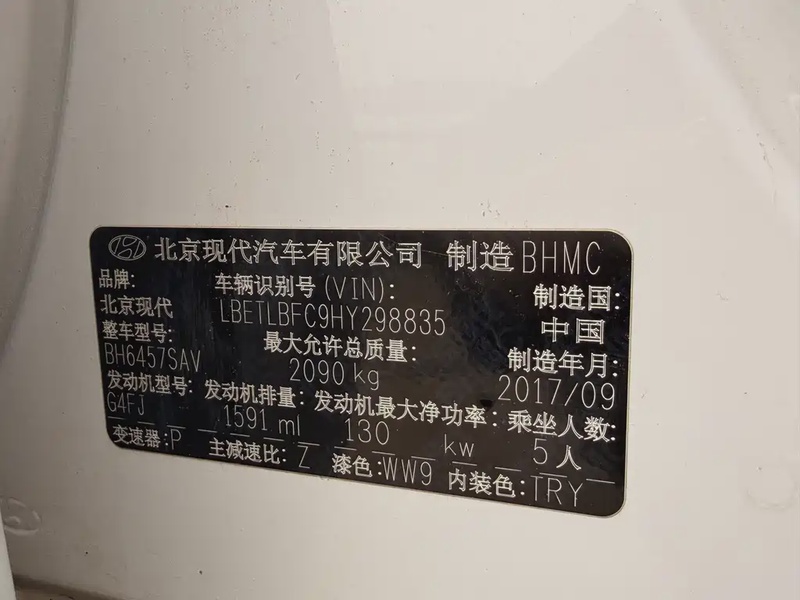 北京现代汽车有限公司 制造 BHMC
品牌: 车辆识别号(VIN): 制造国:
北京现代 LBETLBFC9HY298835 中国
整车型号: 最大允许总质量: 制造年月:
BH6457SAV 2090 kg 2017/09
发动机型号: 发动机排量: 发动机最大净功率: 乘坐人数:
G4FJ 1591 ml 130 kw 5人
变速器:P 主减速比:Z 漆色:WW9 内装色:TRY